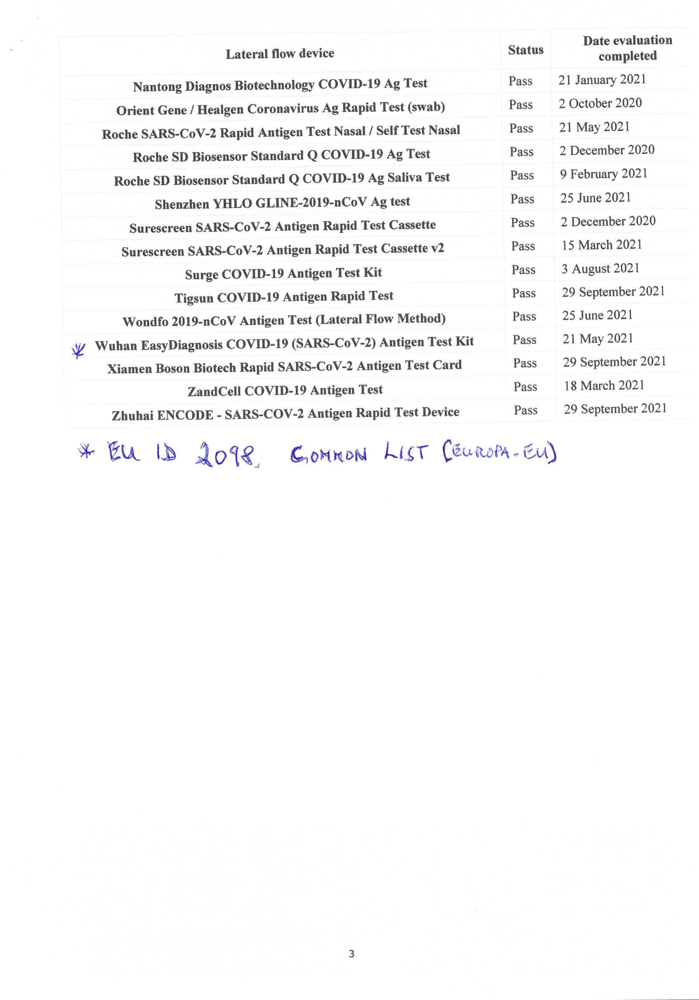 Lateral flow device Status Date evaluation
completed
Nantong Diagnos Biotechnology COVID-19 Ag Test Pass 21 January 2021
Orient Gene / Healgen Coronavirus Ag Rapid Test (swab) Pass 2 October 2020
Roche SARS-CoV-2 Rapid Antigen Test Nasal / Self Test Nasal Pass 21 May 2021
Roche SD Biosensor Standard Q COVID-19 Ag Test Pass 2 December 2020
Roche SD Biosensor Standard Q COVID-19 Ag Saliva Test Pass 9 February 2021
Shenzhen YHLO GLINE-2019-nCoV Ag test Pass 25 June 2021
Surescreen SARS-CoV-2 Antigen Rapid Test Cassette Pass 2 December 2020
Surescreen SARS-CoV-2 Antigen Rapid Test Cassette v2 Pass 15 March 2021
Surge COVID-19 Antigen Test Kit Pass 3 August 2021
Tigsun COVID-19 Antigen Rapid Test Pass 29 September 2021
Wondfo 2019-nCoV Antigen Test (Lateral Flow Method) Pass 25 June 2021
* Wuhan EasyDiagnosis COVID-19 (SARS-CoV-2) Antigen Test Kit Pass 21 May 2021
Xiamen Boson Biotech Rapid SARS-CoV-2 Antigen Test Card Pass 29 September 2021
ZandCell COVID-19 Antigen Test Pass 18 March 2021
Zhuhai ENCODE - SARS-COV-2 Antigen Rapid Test Device Pass 29 September 2021
* EU ID 2098. COMMON LIST (EUROPA-EU)
3